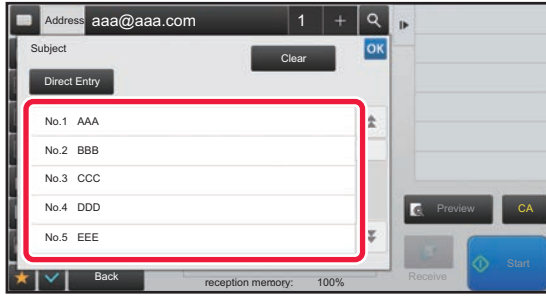 Address aaa@aaa.com 1 +
Subject
Clear
OK
Direct Entry
No.1 AAA
No.2 BBB
No.3 CCC
No.4 DDD
No.5 EEE
Preview
CA
Back
reception memory: 100%
Receive
Start